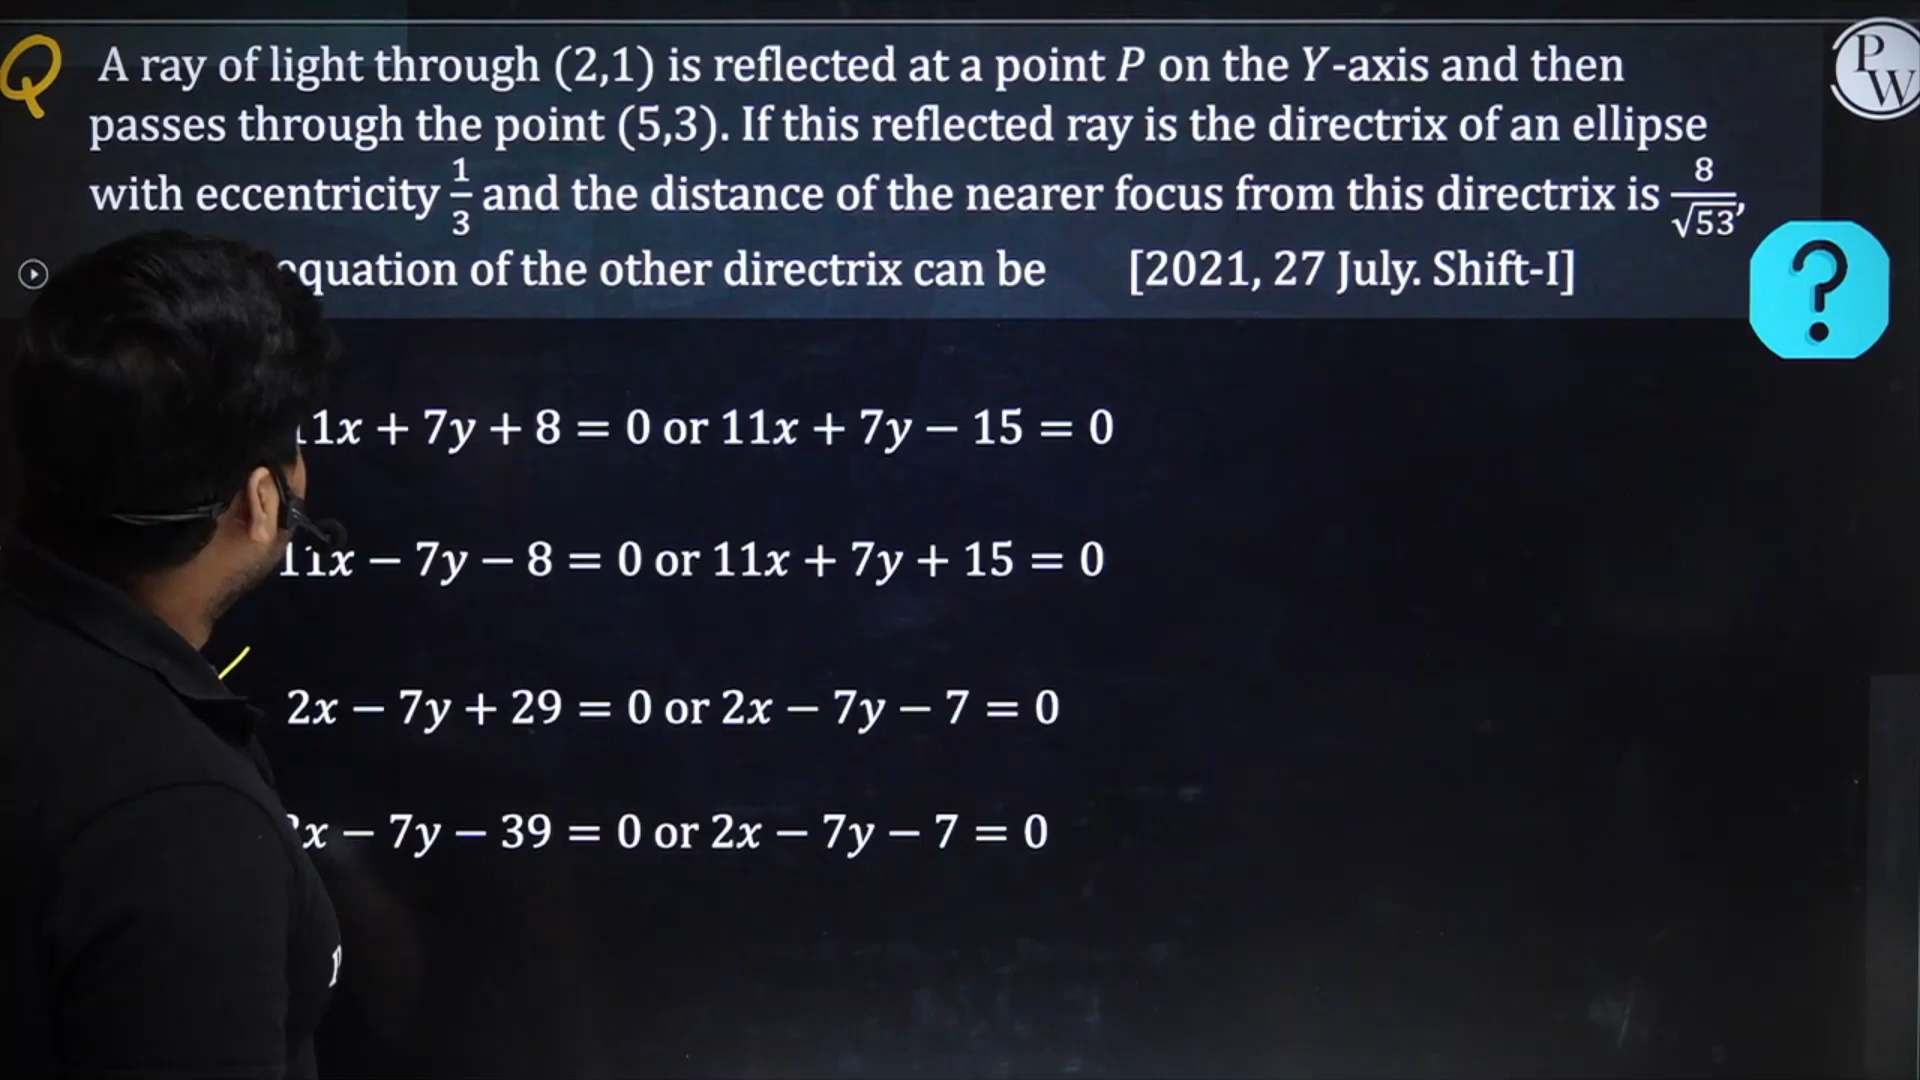 Q A ray of light through (2,1) is reflected at a point P on the Y-axis and then
passes through the point (5,3). If this reflected ray is the directrix of an ellipse
with eccentricity 1/3 and the distance of the nearer focus from this directrix is 8/√53,
equation of the other directrix can be [2021, 27 July. Shift-I]
11x + 7y + 8 = 0 or 11x + 7y − 15 = 0
11x − 7y − 8 = 0 or 11x + 7y + 15 = 0
2x − 7y + 29 = 0 or 2x − 7y − 7 = 0
x − 7y − 39 = 0 or 2x − 7y − 7 = 0
PW
?
P